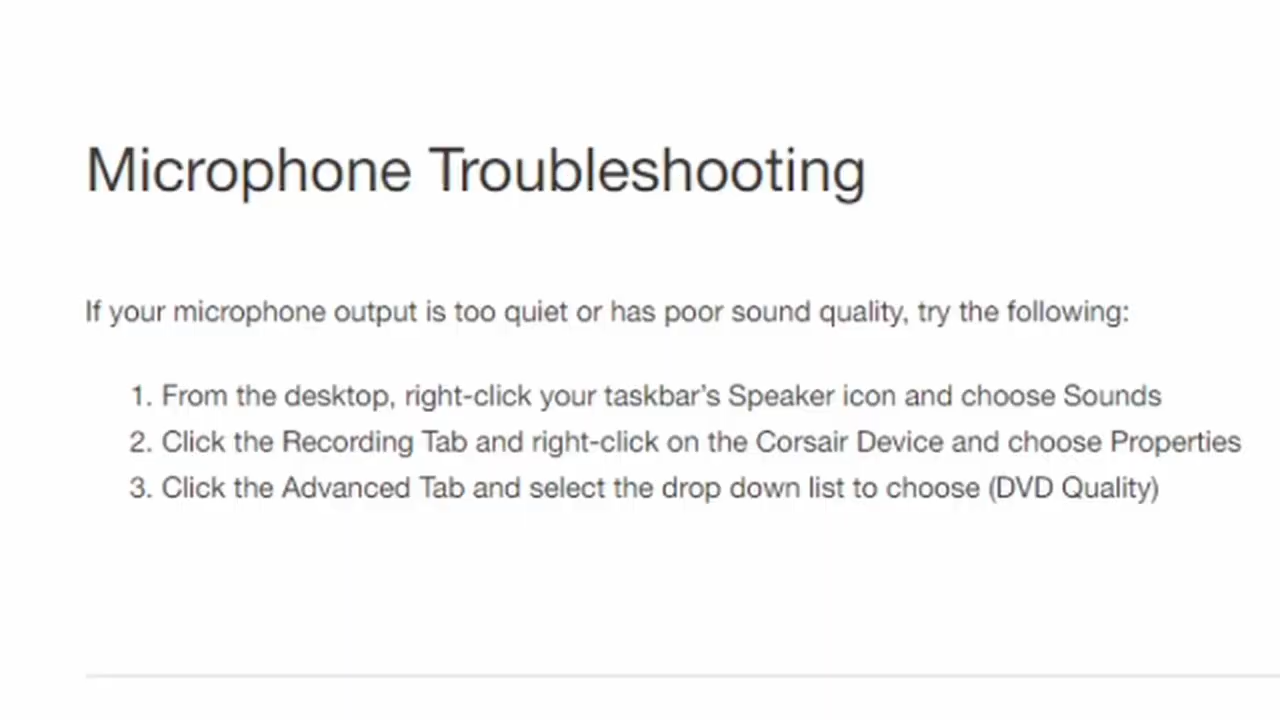 Microphone Troubleshooting
If your microphone output is too quiet or has poor sound quality, try the following:
1. From the desktop, right-click your taskbar’s Speaker icon and choose Sounds
2. Click the Recording Tab and right-click on the Corsair Device and choose Properties
3. Click the Advanced Tab and select the drop down list to choose (DVD Quality)